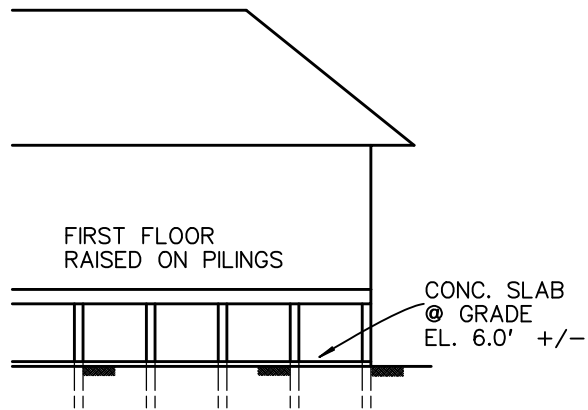 FIRST FLOOR
RAISED ON PILINGS
CONC. SLAB
@ GRADE
EL. 6.0' +/-